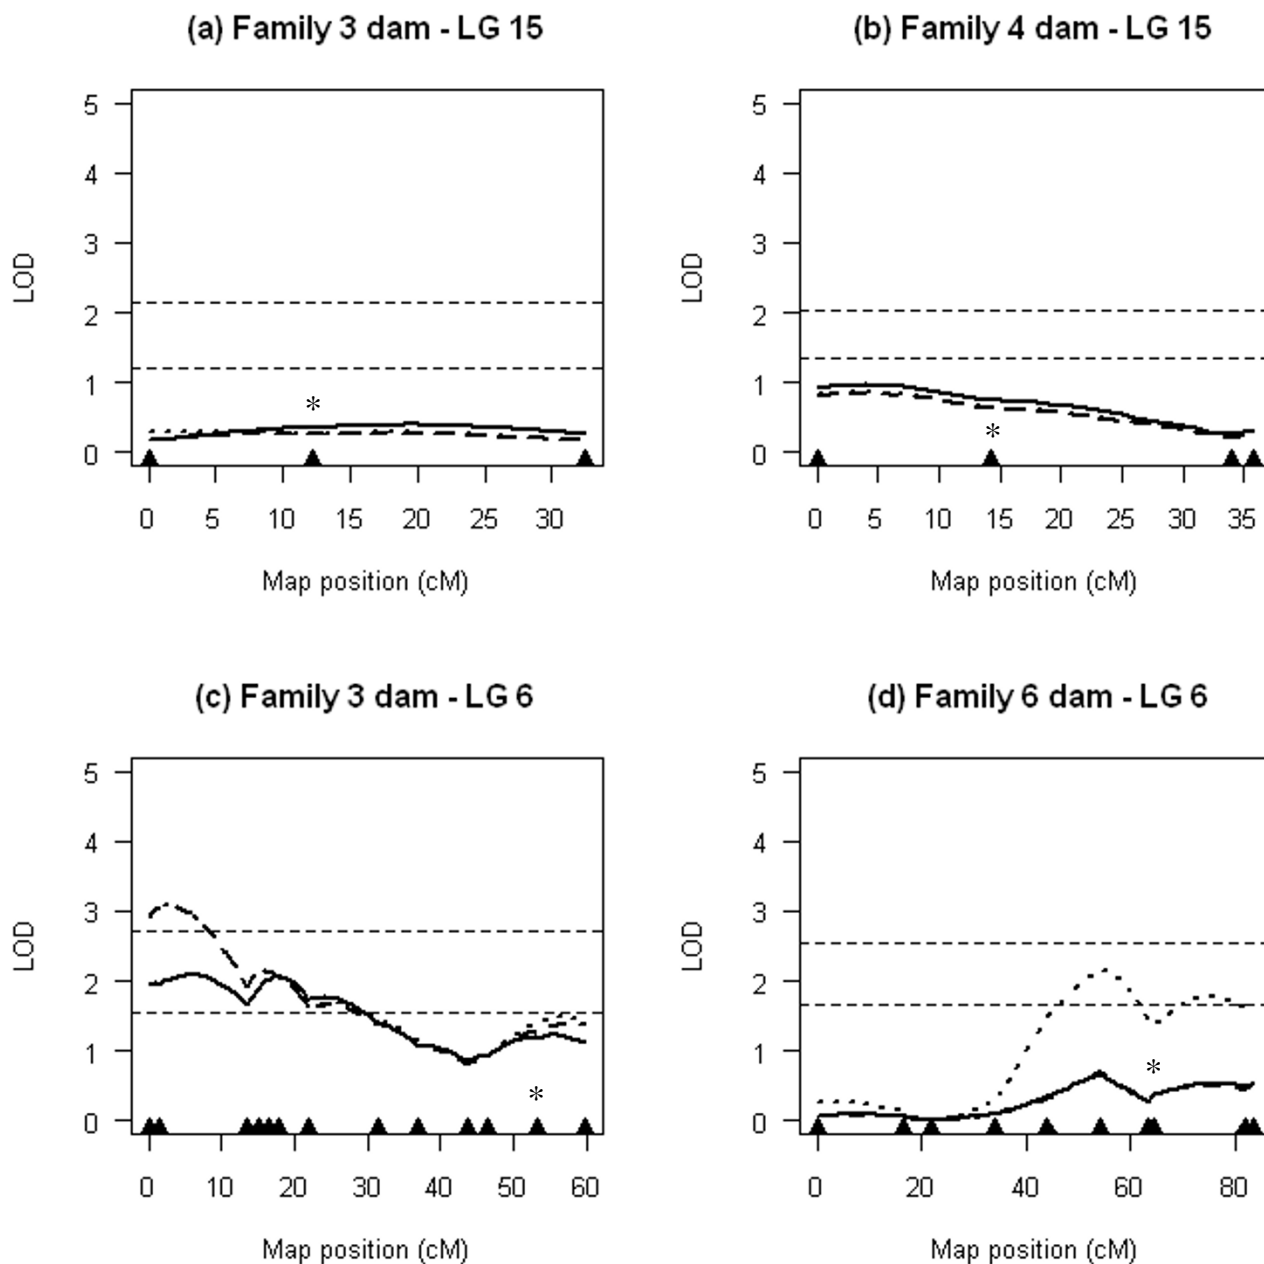 (a) Family 3 dam - LG 15
5
4
3
2
1
0
LOD
*
0 5 10 15 20 25 30
Map position (cM)
(b) Family 4 dam - LG 15
5
4
3
2
1
0
LOD
*
0 5 10 15 20 25 30 35
Map position (cM)
(c) Family 3 dam - LG 6
5
4
3
2
1
0
LOD
*
0 10 20 30 40 50 60
Map position (cM)
(d) Family 6 dam - LG 6
5
4
3
2
1
0
LOD
*
0 20 40 60 80
Map position (cM)